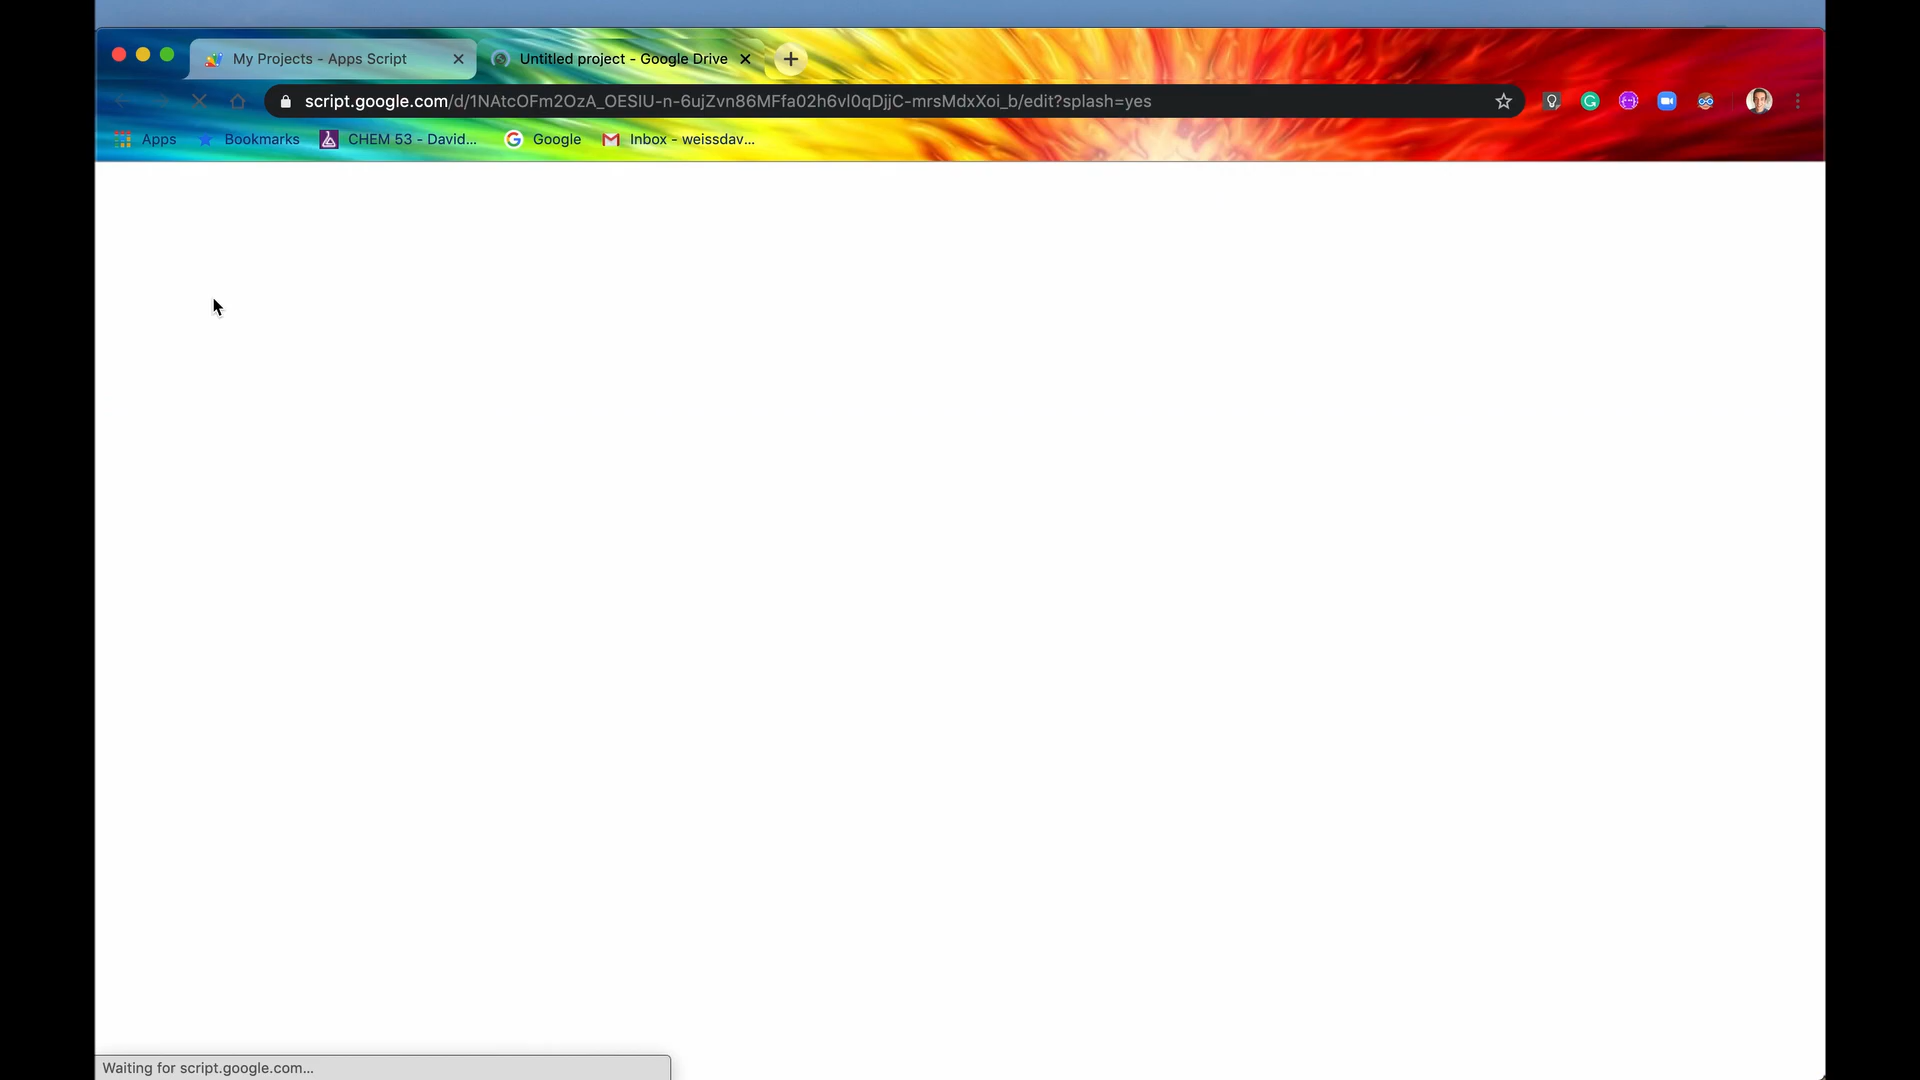 My Projects - Apps Script
Untitled project - Google Drive
script.google.com/d/1NAtcOFm2OzA_OESIU-n-6ujZvn86MFfa02h6vl0qDjjC-mrsMdxXoi_b/edit?splash=yes
Apps
Bookmarks
CHEM 53 - David...
Google
Inbox - weissdav...
Waiting for script.google.com...